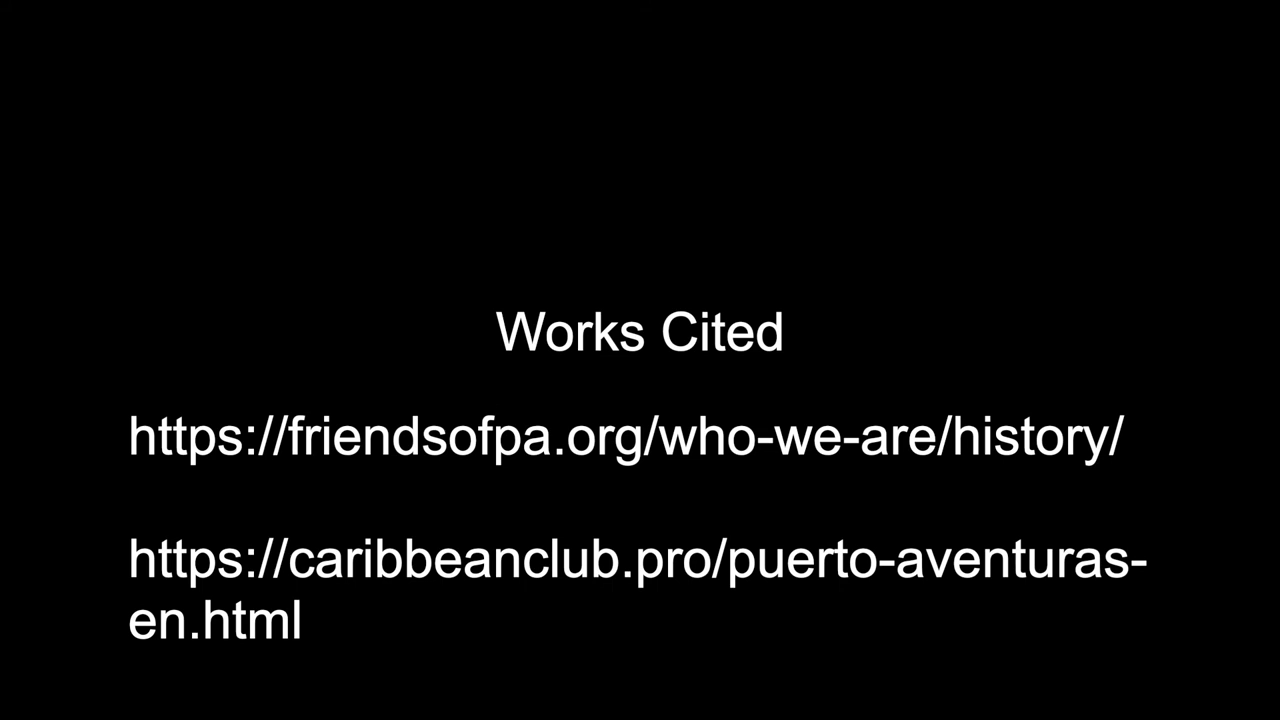 Works Cited
https://friendsofpa.org/who-we-are/history/
https://caribbeanclub.pro/puerto-aventuras-
en.html